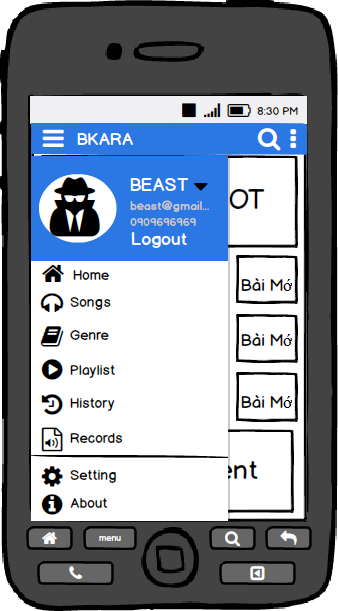 8:30 PM
BKARA
BEAST
beast@gmail...
0909696969
Logout
OT
Home
Songs
Bài Mớ
Genre
Bài Mớ
Playlist
History
Bài Mớ
Records
ent
Setting
About
menu